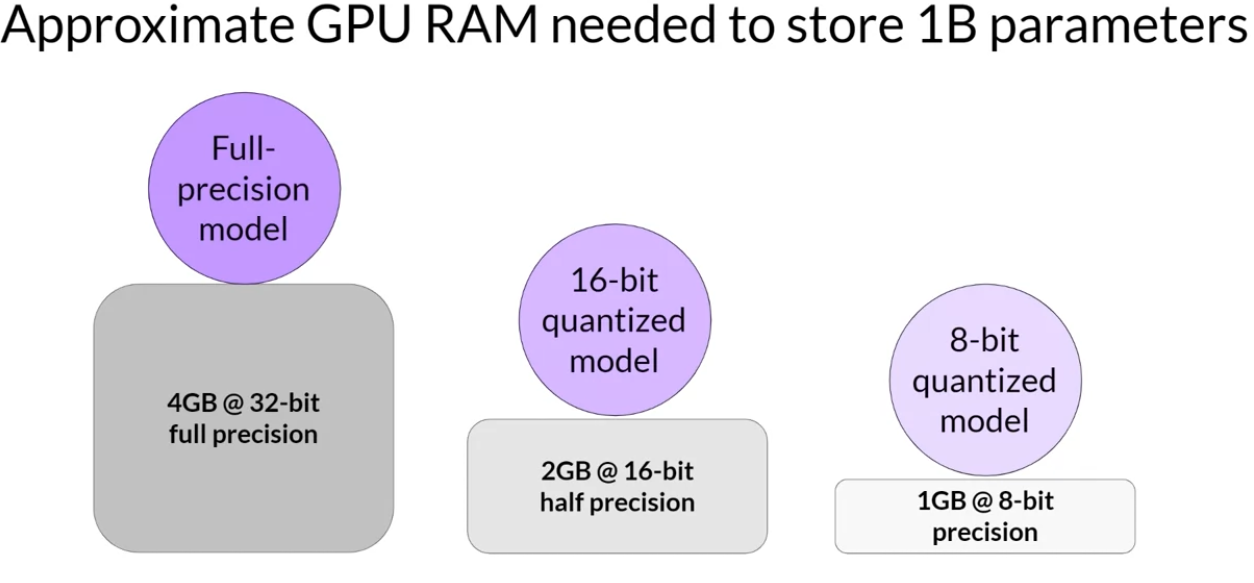 Approximate GPU RAM needed to store 1B parameters
Full-
precision
model
4GB @ 32-bit
full precision
16-bit
quantized
model
2GB @ 16-bit
half precision
8-bit
quantized
model
1GB @ 8-bit
precision